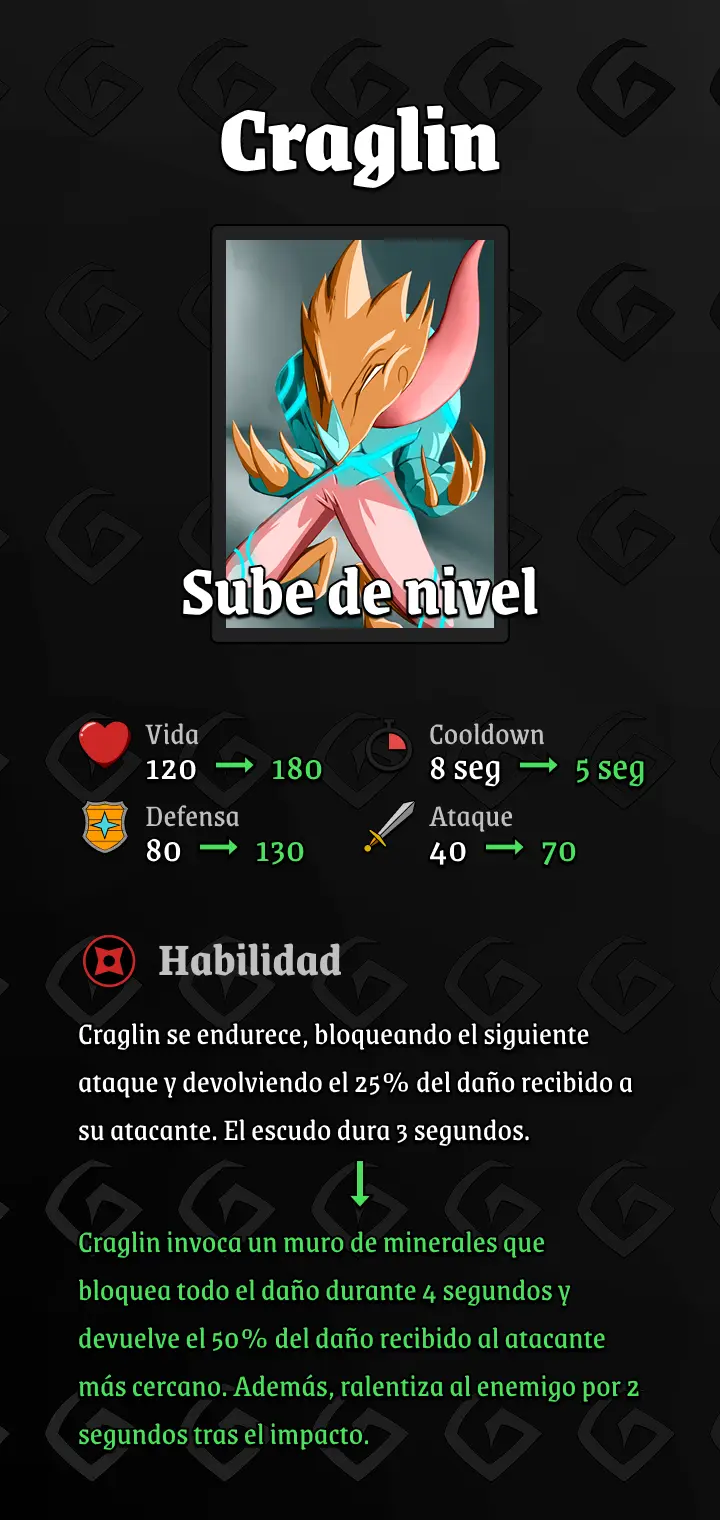 Craglin
Sube de nivel
Vida
120 → 180
Cooldown
8 seg → 5 seg
Defensa
80 → 130
Ataque
40 → 70
Habilidad
Craglin se endurece, bloqueando el siguiente
ataque y devolviendo el 25% del daño recibido a
su atacante. El escudo dura 3 segundos.
Craglin invoca un muro de minerales que
bloquea todo el daño durante 4 segundos y
devuelve el 50% del daño recibido al atacante
más cercano. Además, ralentiza al enemigo por 2
segundos tras el impacto.